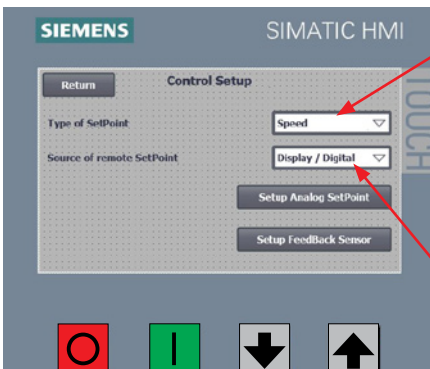 SIEMENS
SIMATIC HMI
TOUCH
Return
Control Setup
Type of SetPoint
Speed
Source of remote SetPoint
Display / Digital
Setup Analog SetPoint
Setup FeedBack Sensor